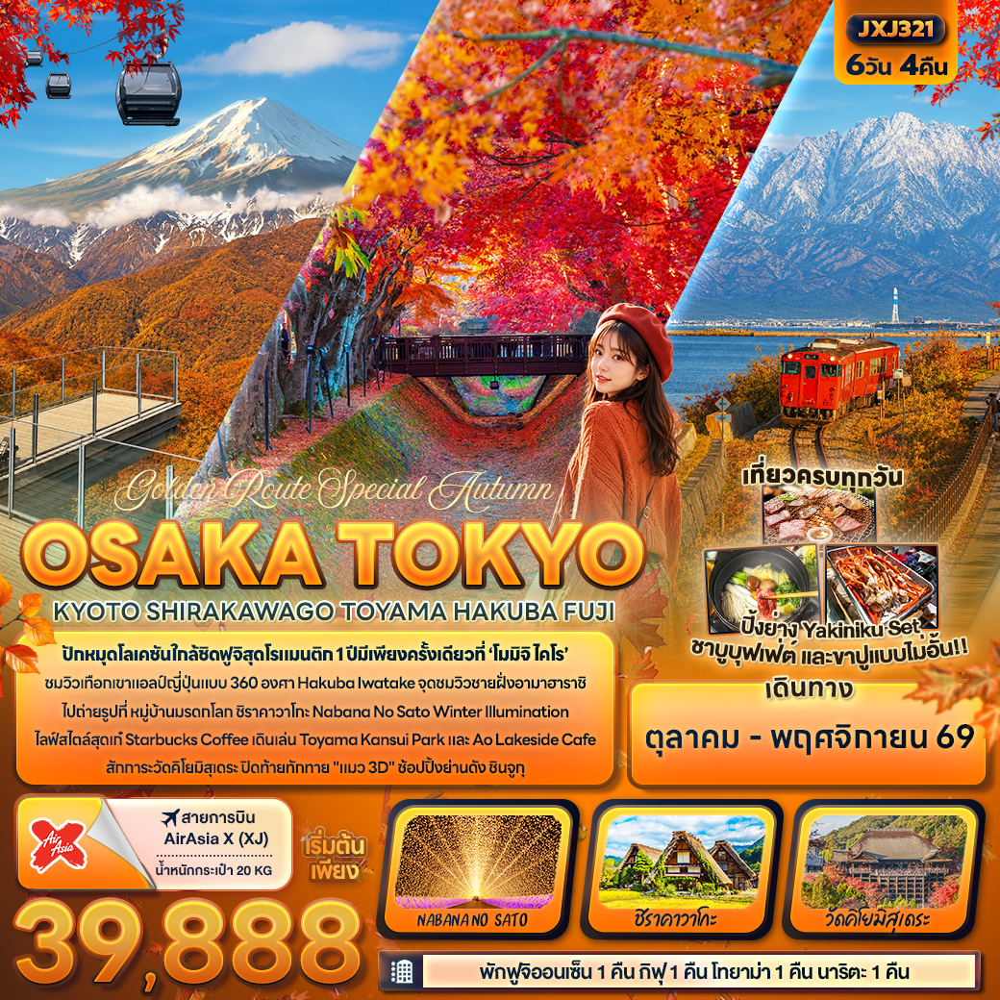 JXJ321
6วัน 4คืน
Golden Route Special Autumn
OSAKA TOKYO
KYOTO SHIRAKAWAGO TOYAMA HAKUBA FUJI
ปักหมุดโลเคชันใกล้ชิดฟูจิสุดโรแมนติก 1 ปีมีเพียงครั้งเดียวที่ ‘โมมิจิ ไคโร’
ชมวิวเทือกเขาแอลป์ญี่ปุ่นแบบ 360 องศา Hakuba Iwatake จุดชมวิวชายฝั่งอามาฮาราชิ
ไปถ่ายรูปที่ หมู่บ้านมรดกโลก ชิราคาวาโกะ Nabana No Sato Winter Illumination
ไลฟ์สไตล์สุดเก๋ Starbucks Coffee เดินเล่น Toyama Kansui Park และ Ao Lakeside Cafe
สักการะวัดคิโยมิสุเดระ ปิดท้ายทักทาย "แมว 3D" ช้อปปิ้งย่านดัง ชินจูกุ
เที่ยวครบทุกวัน
ปิ้งย่าง Yakiniku Set
ชาบูบุฟเฟ่ต์ และขาปูแบบไม่อั้น!!
เดินทาง
ตุลาคม - พฤศจิกายน 69
Air
Asia
สายการบิน
AirAsia X (XJ)
น้ำหนักกระเป๋า 20 KG
เริ่มต้น
เพียง
39,888
NABANA NO SATO
ชิราคาวาโกะ
วัดคิโยมิสุเดระ
พักฟูจิออนเซ็น 1 คืน กิฟุ 1 คืน โทยาม่า 1 คืน นาริตะ 1 คืน